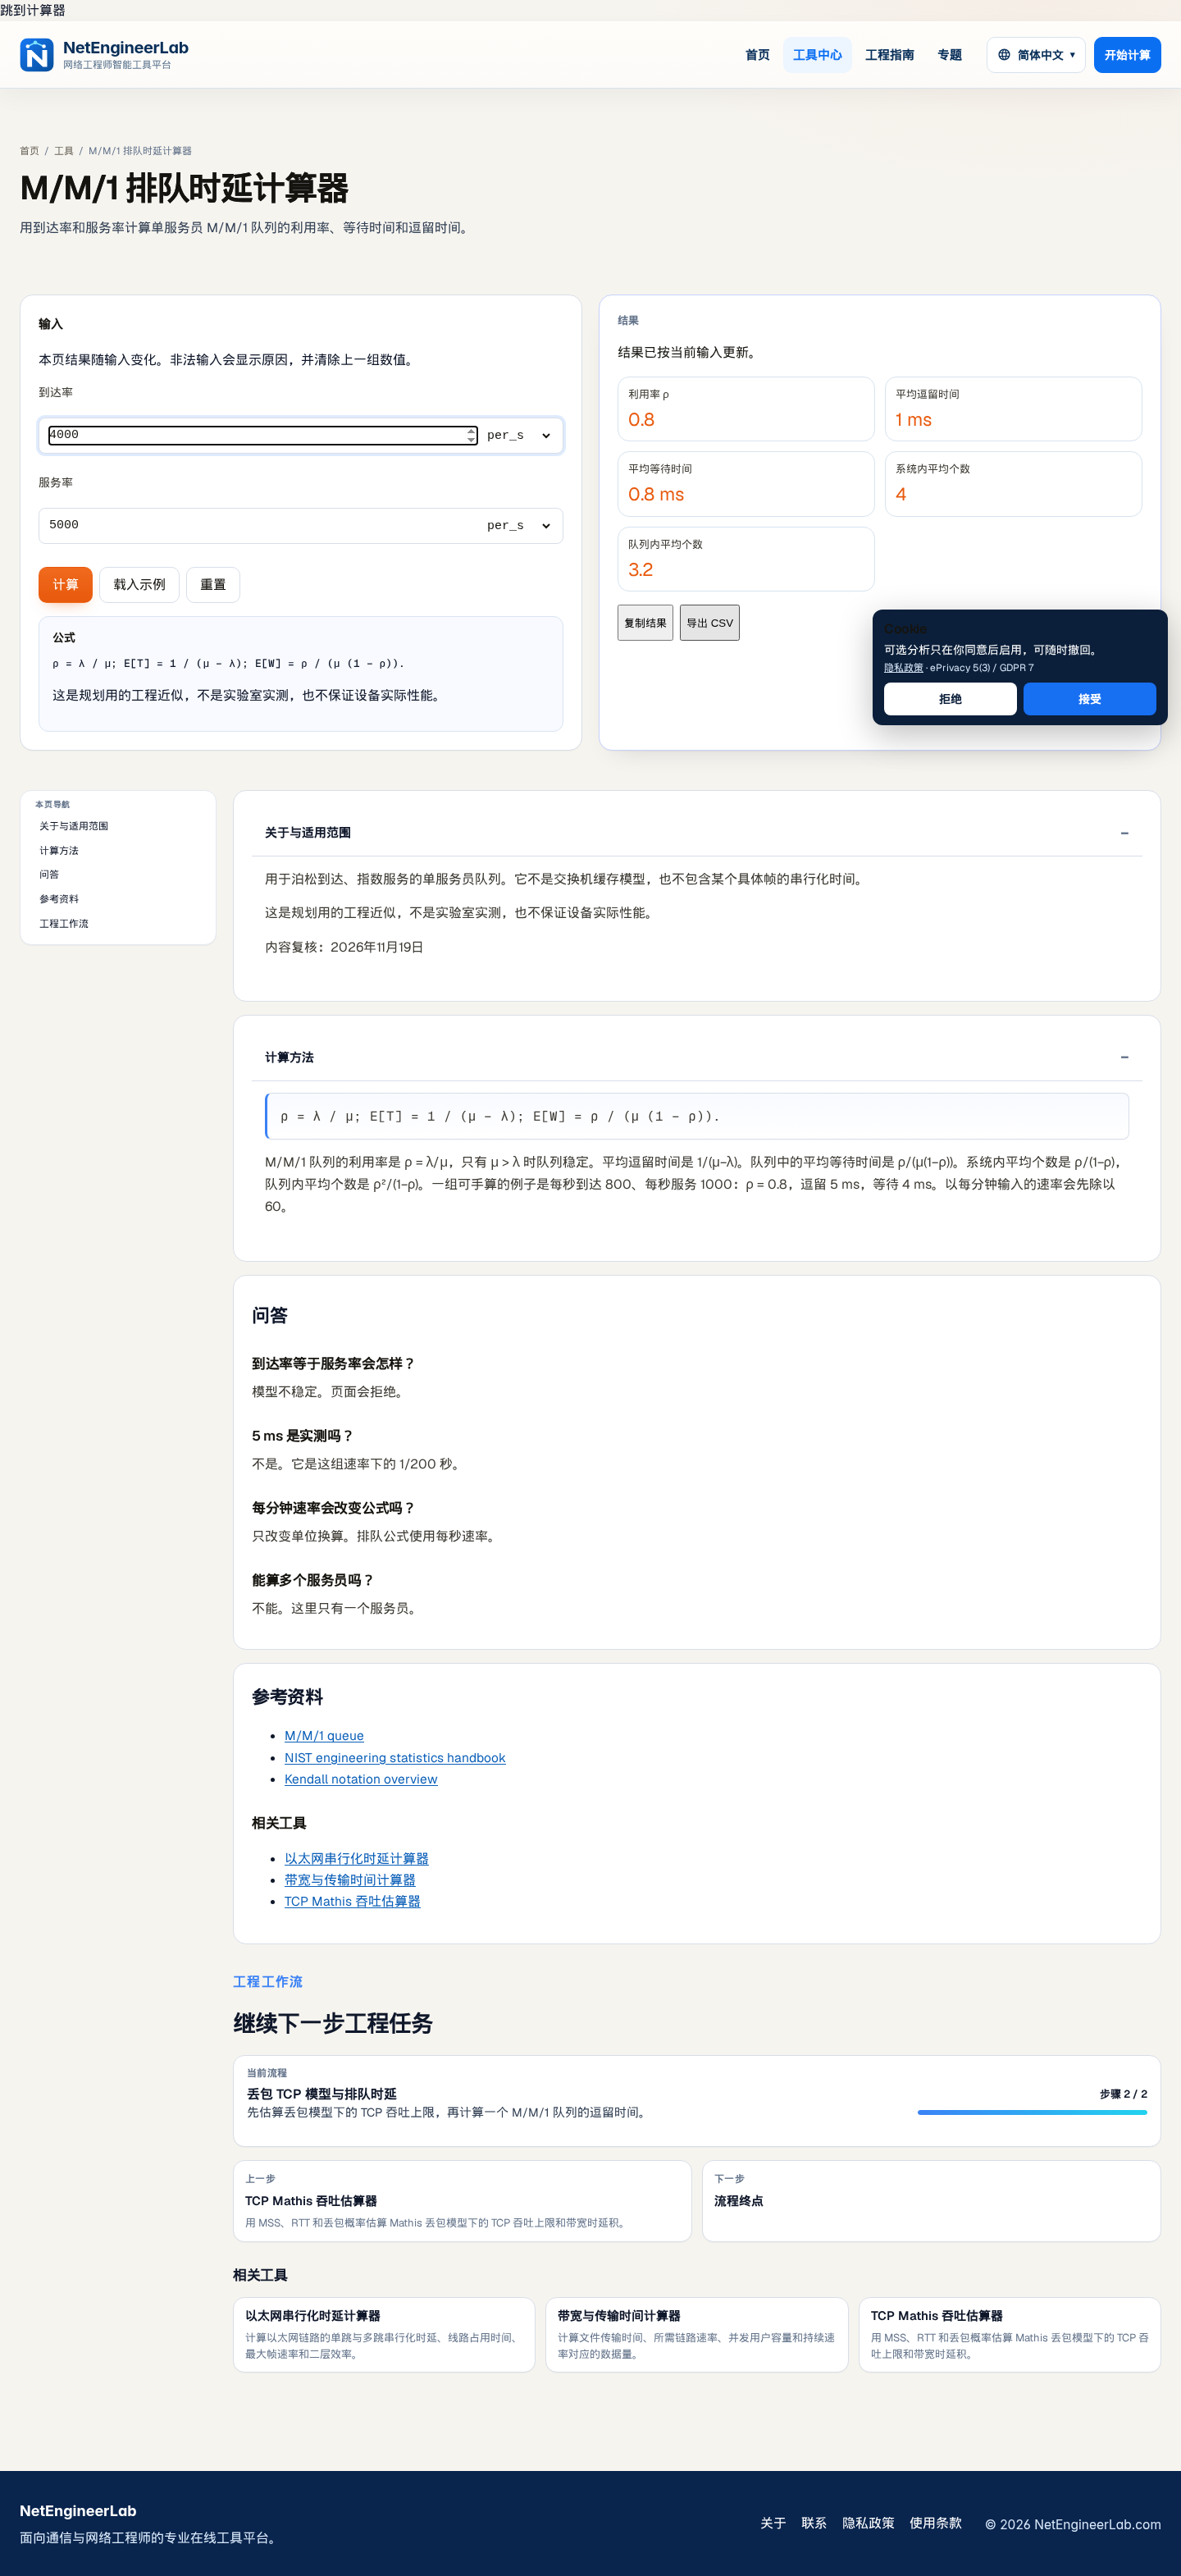 跳到计算器
NetEngineerLab
网络工程师智能工具平台
首页 工具中心 工程指南 专题 简体中文 ▾ 开始计算
首页 / 工具 / M/M/1 排队时延计算器
M/M/1 排队时延计算器
用到达率和服务率计算单服务员 M/M/1 队列的利用率、等待时间和逗留时间。
输入
本页结果随输入变化。非法输入会显示原因，并清除上一组数值。
到达率
4000 per_s
服务率
5000 per_s
计算 载入示例 重置
公式
ρ = λ / μ; E[T] = 1 / (μ − λ); E[W] = ρ / (μ (1 − ρ)).
这是规划用的工程近似，不是实验室实测，也不保证设备实际性能。
结果
结果已按当前输入更新。
利用率 ρ
0.8
平均逗留时间
1 ms
平均等待时间
0.8 ms
系统内平均个数
4
队列内平均个数
3.2
复制结果 导出 CSV
Cookie
可选分析只在你同意后启用，可随时撤回。
隐私政策 · ePrivacy 5(3) / GDPR 7
拒绝 接受
本页导航
关于与适用范围
计算方法
问答
参考资料
工程工作流
关于与适用范围 −
用于泊松到达、指数服务的单服务员队列。它不是交换机缓存模型，也不包含某个具体帧的串行化时间。
这是规划用的工程近似，不是实验室实测，也不保证设备实际性能。
内容复核：2026年11月19日
计算方法 −
ρ = λ / μ; E[T] = 1 / (μ − λ); E[W] = ρ / (μ (1 − ρ)).
M/M/1 队列的利用率是 ρ = λ/μ，只有 μ > λ 时队列稳定。平均逗留时间是 1/(μ−λ)。队列中的平均等待时间是 ρ/(μ(1−ρ))。系统内平均个数是 ρ/(1−ρ)，
队列内平均个数是 ρ²/(1−ρ)。一组可手算的例子是每秒到达 800、每秒服务 1000：ρ = 0.8，逗留 5 ms，等待 4 ms。以每分钟输入的速率会先除以
60。
问答
到达率等于服务率会怎样？
模型不稳定。页面会拒绝。
5 ms 是实测吗？
不是。它是这组速率下的 1/200 秒。
每分钟速率会改变公式吗？
只改变单位换算。排队公式使用每秒速率。
能算多个服务员吗？
不能。这里只有一个服务员。
参考资料
M/M/1 queue
NIST engineering statistics handbook
Kendall notation overview
相关工具
以太网串行化时延计算器
带宽与传输时间计算器
TCP Mathis 吞吐估算器
工程工作流
继续下一步工程任务
当前流程
丢包 TCP 模型与排队时延
先估算丢包模型下的 TCP 吞吐上限，再计算一个 M/M/1 队列的逗留时间。
步骤 2 / 2
上一步
TCP Mathis 吞吐估算器
用 MSS、RTT 和丢包概率估算 Mathis 丢包模型下的 TCP 吞吐上限和带宽时延积。
下一步
流程终点
相关工具
以太网串行化时延计算器
计算以太网链路的单跳与多跳串行化时延、线路占用时间、
最大帧速率和二层效率。
带宽与传输时间计算器
计算文件传输时间、所需链路速率、并发用户容量和持续速
率对应的数据量。
TCP Mathis 吞吐估算器
用 MSS、RTT 和丢包概率估算 Mathis 丢包模型下的 TCP 吞
吐上限和带宽时延积。
NetEngineerLab
面向通信与网络工程师的专业在线工具平台。
关于 联系 隐私政策 使用条款 © 2026 NetEngineerLab.com